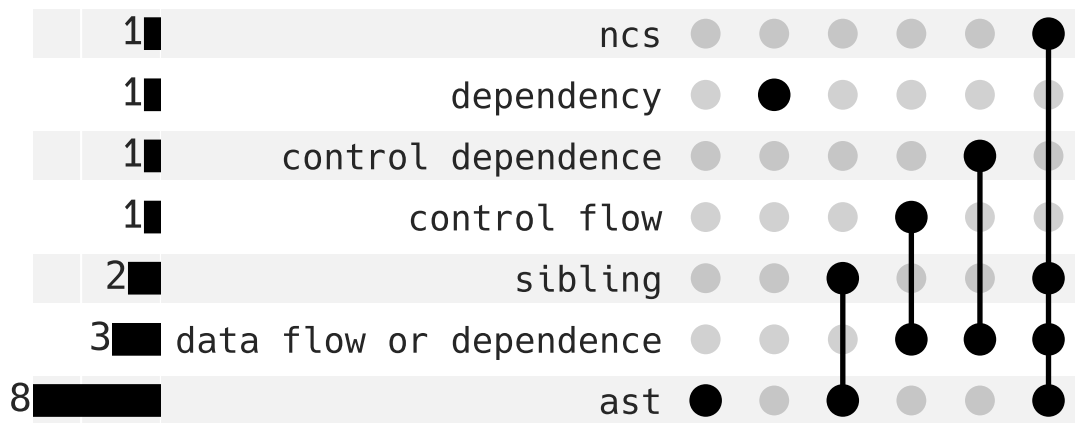 1 ncs
1 dependency
1 control dependence
1 control flow
2 sibling
3 data flow or dependence
8 ast